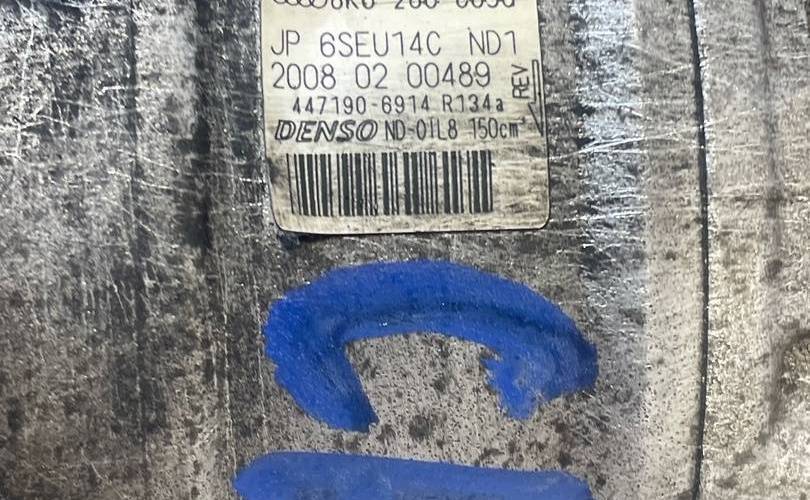 JP 6SEU14C ND1
2008 02 00489
REV
447190-6914 R134a
DENSO ND-OIL8 150cm³